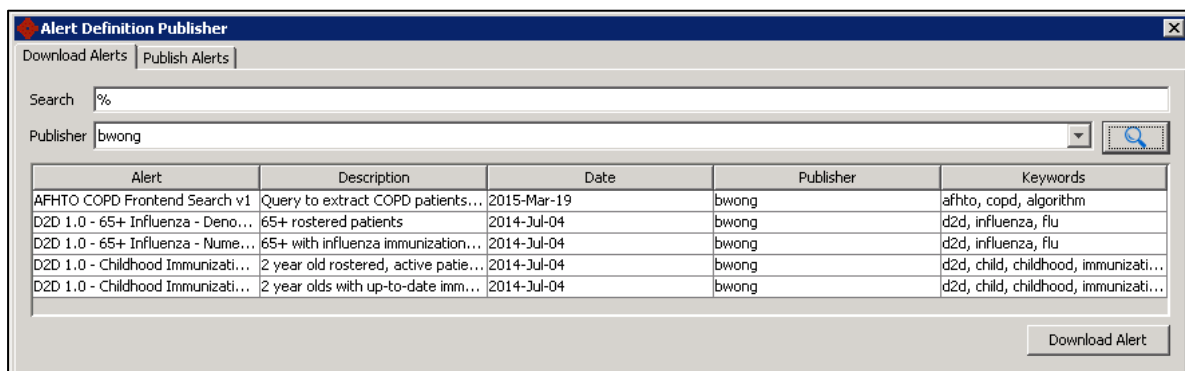 Alert Definition Publisher
Download Alerts Publish Alerts
Search %
Publisher bwong
Alert Description Date Publisher Keywords
AFHTO COPD Frontend Search v1 Query to extract COPD patients... 2015-Mar-19 bwong afhto, copd, algorithm
D2D 1.0 - 65+ Influenza - Deno... 65+ rostered patients 2014-Jul-04 bwong d2d, influenza, flu
D2D 1.0 - 65+ Influenza - Nume... 65+ with influenza immunization... 2014-Jul-04 bwong d2d, influenza, flu
D2D 1.0 - Childhood Immunizati... 2 year old rostered, active patie... 2014-Jul-04 bwong d2d, child, childhood, immunizati...
D2D 1.0 - Childhood Immunizati... 2 year olds with up-to-date imm... 2014-Jul-04 bwong d2d, child, childhood, immunizati...
Download Alert